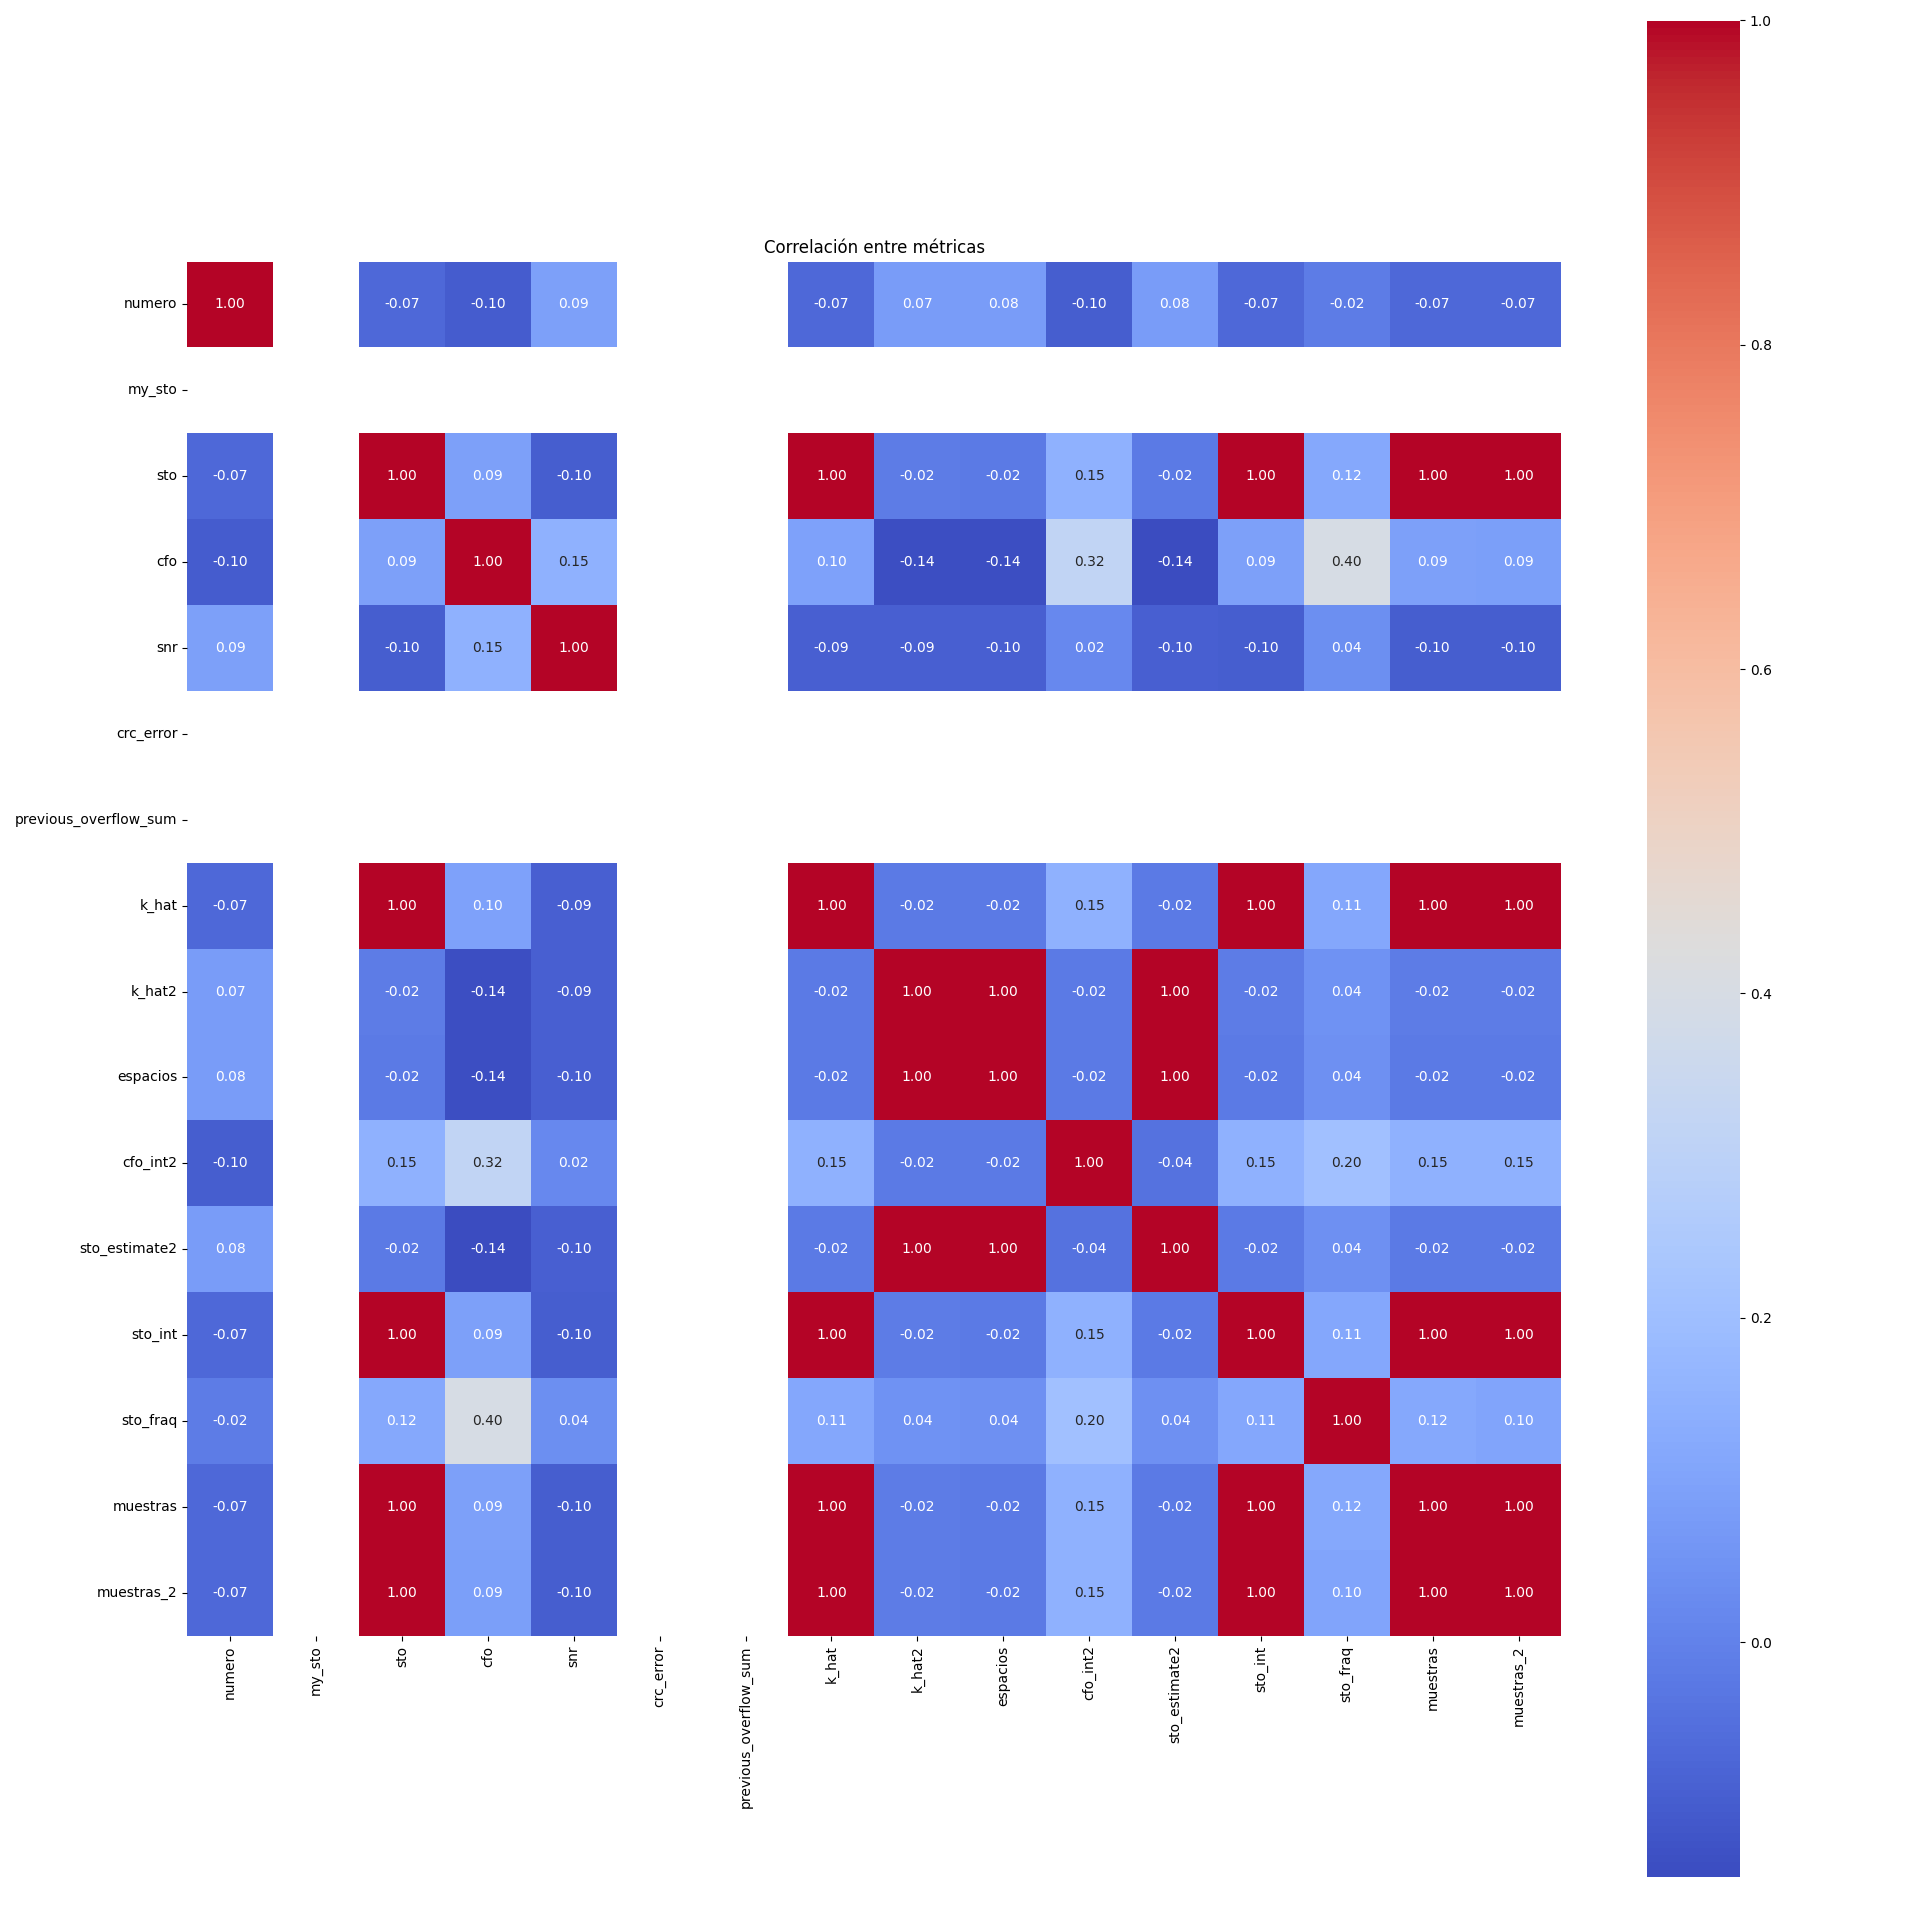 Correlación entre métricas
numero 1.00 -0.07 -0.10 0.09 -0.07 0.07 0.08 -0.10 0.08 -0.07 -0.02 -0.07 -0.07
my_sto
sto -0.07 1.00 0.09 -0.10 1.00 -0.02 -0.02 0.15 -0.02 1.00 0.12 1.00 1.00
cfo -0.10 0.09 1.00 0.15 0.10 -0.14 -0.14 0.32 -0.14 0.09 0.40 0.09 0.09
snr 0.09 -0.10 0.15 1.00 -0.09 -0.09 -0.10 0.02 -0.10 -0.10 0.04 -0.10 -0.10
crc_error
previous_overflow_sum
k_hat -0.07 1.00 0.10 -0.09 1.00 -0.02 -0.02 0.15 -0.02 1.00 0.11 1.00 1.00
k_hat2 0.07 -0.02 -0.14 -0.09 -0.02 1.00 1.00 -0.02 1.00 -0.02 0.04 -0.02 -0.02
espacios 0.08 -0.02 -0.14 -0.10 -0.02 1.00 1.00 -0.02 1.00 -0.02 0.04 -0.02 -0.02
cfo_int2 -0.10 0.15 0.32 0.02 0.15 -0.02 -0.02 1.00 -0.04 0.15 0.20 0.15 0.15
sto_estimate2 0.08 -0.02 -0.14 -0.10 -0.02 1.00 1.00 -0.04 1.00 -0.02 0.04 -0.02 -0.02
sto_int -0.07 1.00 0.09 -0.10 1.00 -0.02 -0.02 0.15 -0.02 1.00 0.11 1.00 1.00
sto_fraq -0.02 0.12 0.40 0.04 0.11 0.04 0.04 0.20 0.04 0.11 1.00 0.12 0.10
muestras -0.07 1.00 0.09 -0.10 1.00 -0.02 -0.02 0.15 -0.02 1.00 0.12 1.00 1.00
muestras_2 -0.07 1.00 0.09 -0.10 1.00 -0.02 -0.02 0.15 -0.02 1.00 0.10 1.00 1.00
numero
my_sto
sto
cfo
snr
crc_error
previous_overflow_sum
k_hat
k_hat2
espacios
cfo_int2
sto_estimate2
sto_int
sto_fraq
muestras
muestras_2
1.0
0.8
0.6
0.4
0.2
0.0